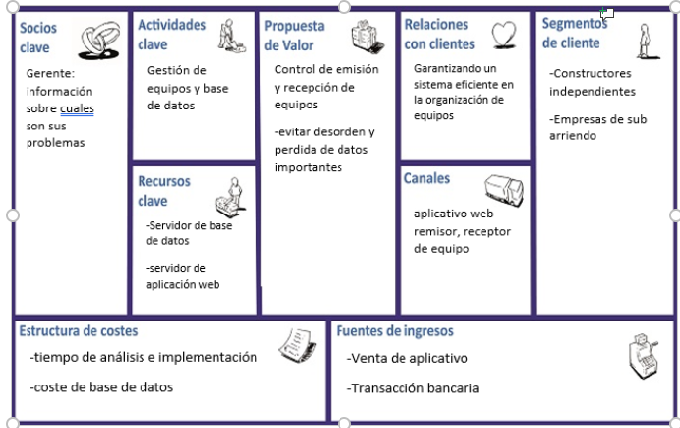 Socios
clave
Gerente:
información
sobre cuales
son sus
problemas
Actividades
clave
Gestión de
equipos y base
de datos
Recursos
clave
-Servidor de base
de datos
-servidor de
aplicación web
Propuesta
de Valor
Control de emisión
y recepción de
equipos
-evitar desorden y
perdida de datos
importantes
Relaciones
con clientes
Garantizando un
sistema eficiente en
la organización de
equipos
Canales
aplicativo web
remisor, receptor
de equipo
Segmentos
de cliente
-Constructores
independientes
-Empresas de sub
arriendo
Estructura de costes
-tiempo de análisis e implementación
-coste de base de datos
Fuentes de ingresos
-Venta de aplicativo
-Transacción bancaria